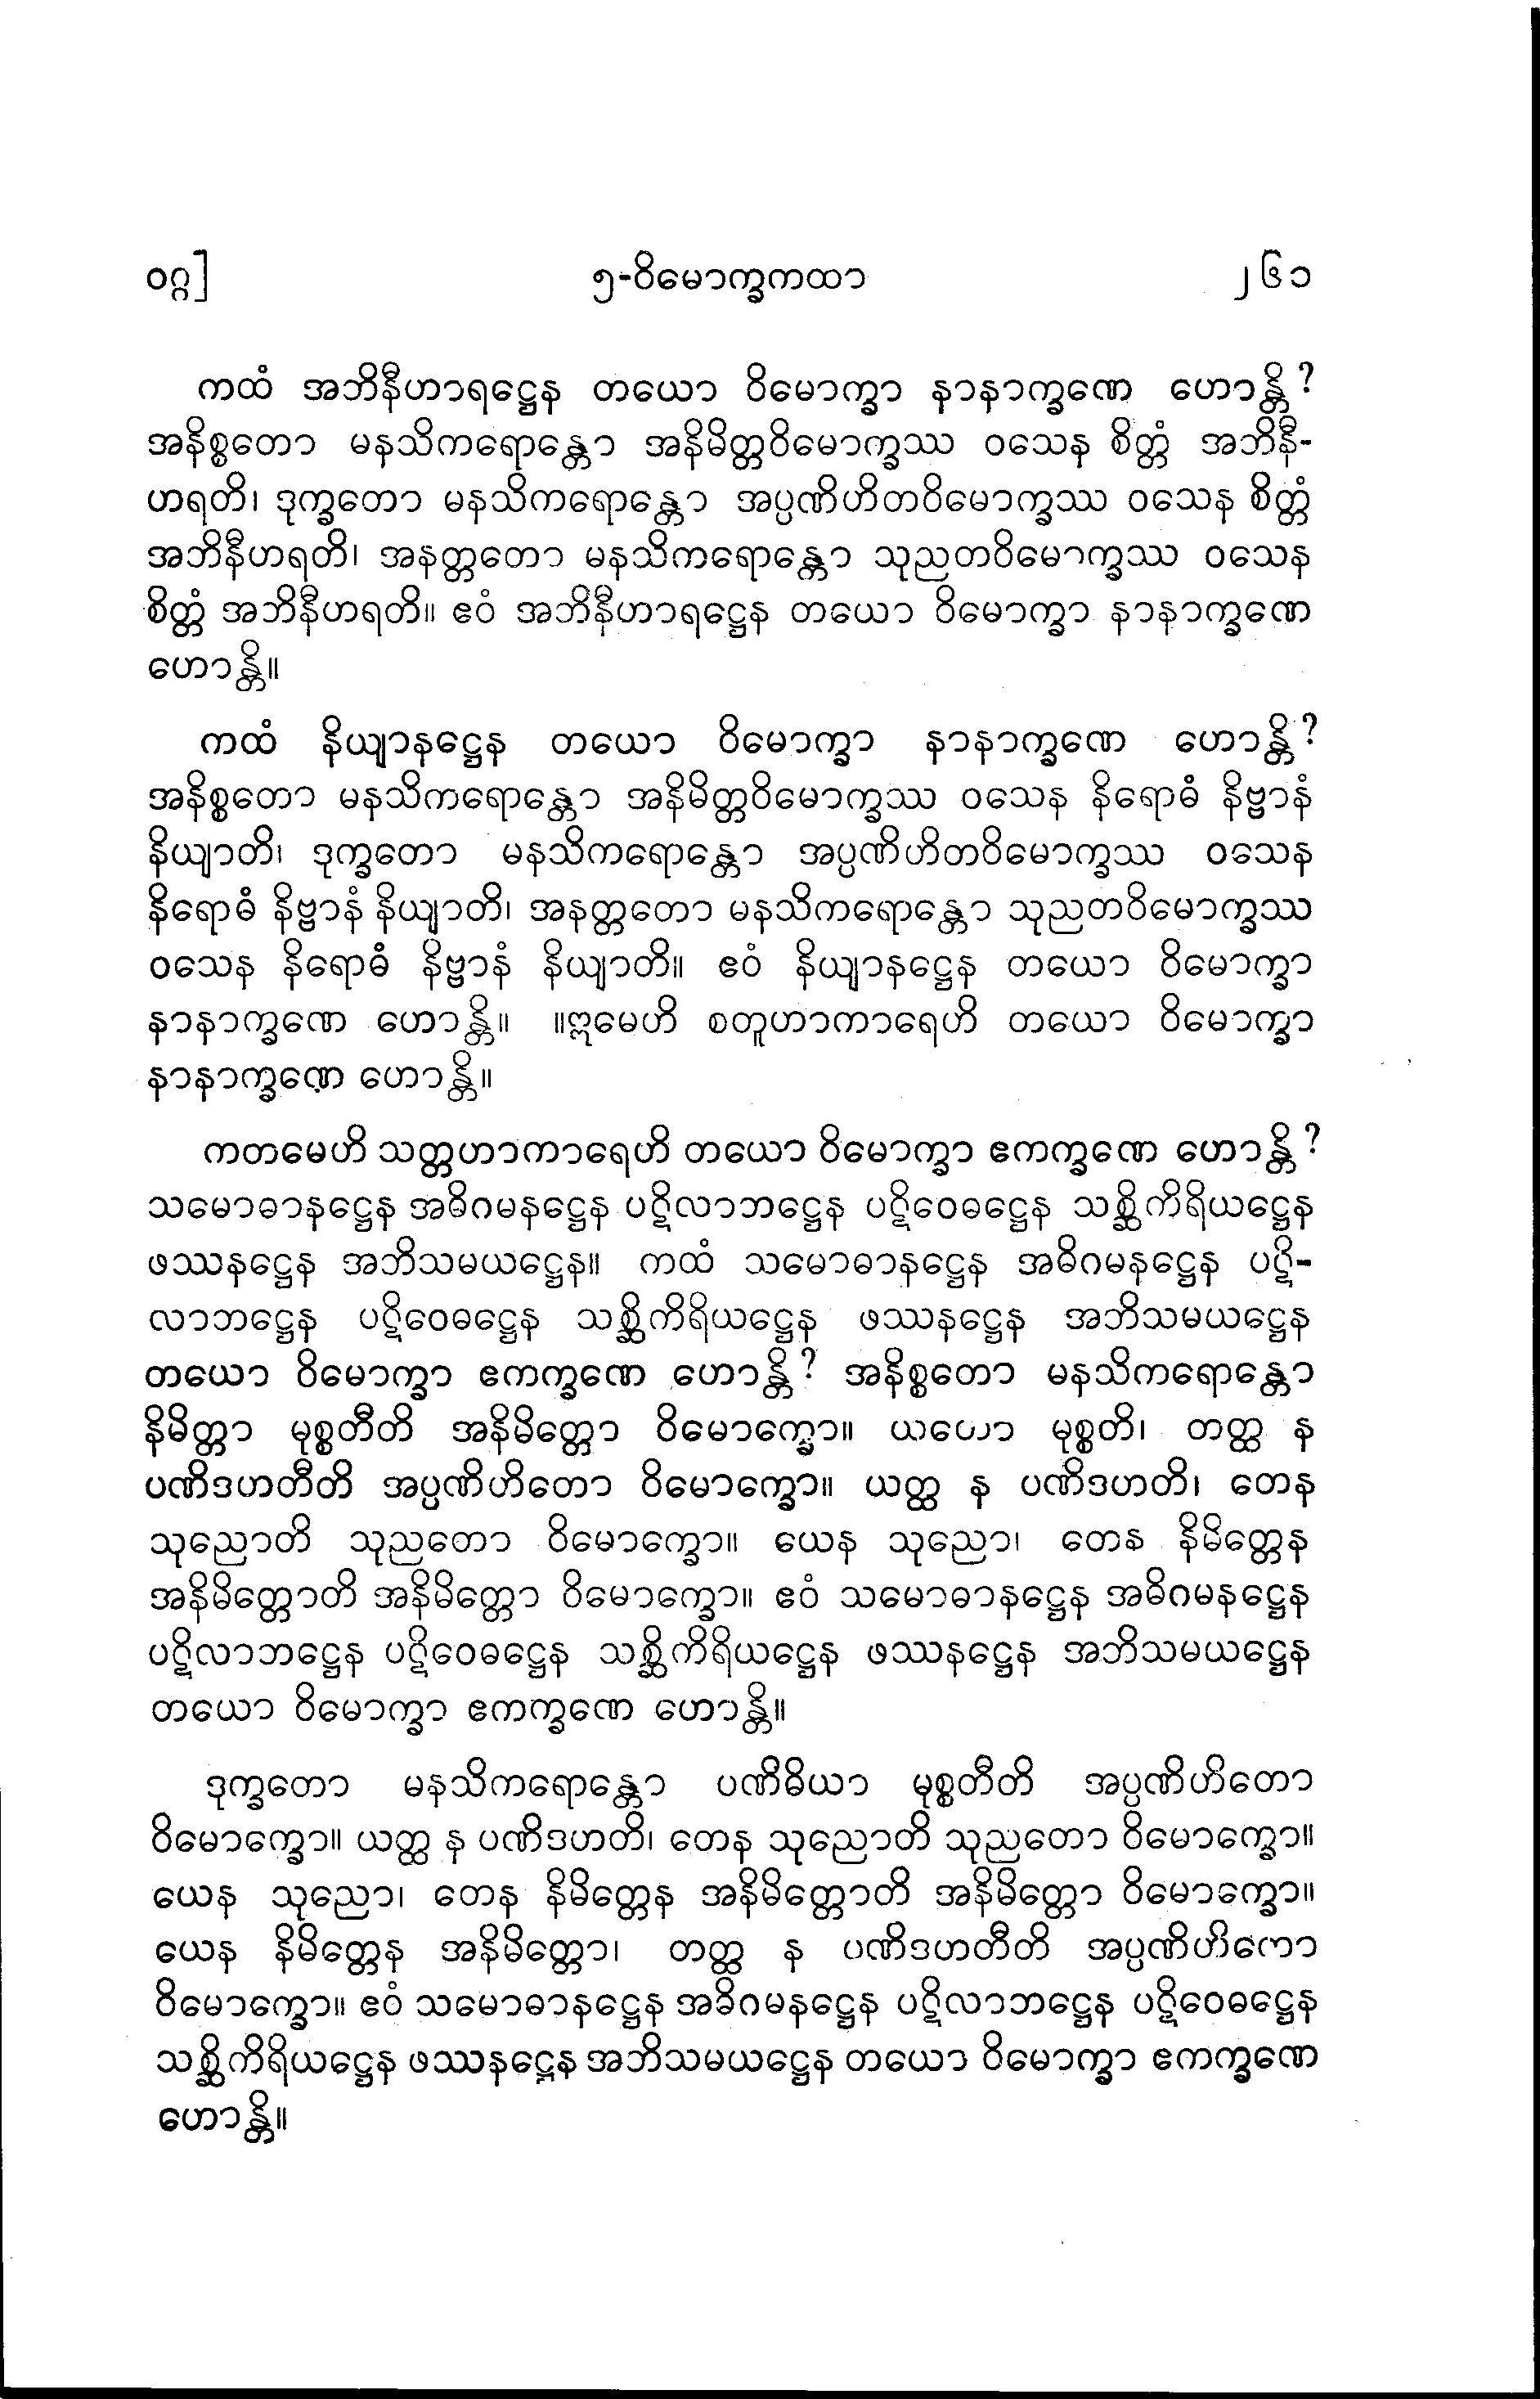 ဝဂ္ဂ] ၅-ဝိမောက္ခကထာ ၂၆၁
ကထံ အဘိနီဟာရဋ္ဌေန တယော ဝိမောက္ခာ နာနာက္ခဏေ ဟောန္တိ?
အနိစ္စတော မနသိကရောန္တော အနိမိတ္တဝိမောက္ခဿ ဝသေန စိတ္တံ အဘိနီ-
ဟရတိ၊ ဒုက္ခတော မနသိကရောန္တော အပ္ပဏိဟိတဝိမောက္ခဿ ဝသေန စိတ္တံ
အဘိနီဟရတိ၊ အနတ္တတော မနသိကရောန္တော သုညတဝိမောက္ခဿ ဝသေန
စိတ္တံ အဘိနီဟရတိ။ ဧဝံ အဘိနီဟာရဋ္ဌေန တယော ဝိမောက္ခာ နာနာက္ခဏေ
ဟောန္တိ။
ကထံ နိယျာနဋ္ဌေန တယော ဝိမောက္ခာ နာနာက္ခဏေ ဟောန္တိ?
အနိစ္စတော မနသိကရောန္တော အနိမိတ္တဝိမောက္ခဿ ဝသေန နိရောဓံ နိဗ္ဗာနံ
နိယျာတိ၊ ဒုက္ခတော မနသိကရောန္တော အပ္ပဏိဟိတဝိမောက္ခဿ ဝသေန
နိရောဓံ နိဗ္ဗာနံ နိယျာတိ၊ အနတ္တတော မနသိကရောန္တော သုညတဝိမောက္ခဿ
ဝသေန နိရောဓံ နိဗ္ဗာနံ နိယျာတိ။ ဧဝံ နိယျာနဋ္ဌေန တယော ဝိမောက္ခာ
နာနာက္ခဏေ ဟောန္တိ။ ။ဣမေဟိ စတူဟာကာရေဟိ တယော ဝိမောက္ခာ
နာနာက္ခဏေ ဟောန္တိ။
ကတမေဟိ သတ္တဟာကာရေဟိ တယော ဝိမောက္ခာ ဧကက္ခဏေ ဟောန္တိ?
သမောဓာနဋ္ဌေန အဓိဂမနဋ္ဌေန ပဋိလာဘဋ္ဌေန ပဋိဝေဓဋ္ဌေန သစ္ဆိကိရိယဋ္ဌေန
ဖဿနဋ္ဌေန အဘိသမယဋ္ဌေန။ ကထံ သမောဓာနဋ္ဌေန အဓိဂမနဋ္ဌေန ပဋိ-
လာဘဋ္ဌေန ပဋိဝေဓဋ္ဌေန သစ္ဆိကိရိယဋ္ဌေန ဖဿနဋ္ဌေန အဘိသမယဋ္ဌေန
တယော ဝိမောက္ခာ ဧကက္ခဏေ ဟောန္တိ? အနိစ္စတော မနသိကရောန္တော
နိမိတ္တာ မုစ္စတီတိ အနိမိတ္တော ဝိမောက္ခော။ ယတော မုစ္စတိ၊ တတ္ထ န
ပဏိဒဟတီတိ အပ္ပဏိဟိတော ဝိမောက္ခော။ ယတ္ထ န ပဏိဒဟတိ၊ တေန
သုညောတိ သုညတော ဝိမောက္ခော။ ယေန သုညော၊ တေန နိမိတ္တေန
အနိမိတ္တောတိ အနိမိတ္တော ဝိမောက္ခော။ ဧဝံ သမောဓာနဋ္ဌေန အဓိဂမနဋ္ဌေန
ပဋိလာဘဋ္ဌေန ပဋိဝေဓဋ္ဌေန သစ္ဆိကိရိယဋ္ဌေန ဖဿနဋ္ဌေန အဘိသမယဋ္ဌေန
တယော ဝိမောက္ခာ ဧကက္ခဏေ ဟောန္တိ။
ဒုက္ခတော မနသိကရောန္တော ပဏိဓိယာ မုစ္စတီတိ အပ္ပဏိဟိတော
ဝိမောက္ခော။ ယတ္ထ န ပဏိဒဟတိ၊ တေန သုညောတိ သုညတော ဝိမောက္ခော။
ယေန သုညော၊ တေန နိမိတ္တေန အနိမိတ္တောတိ အနိမိတ္တော ဝိမောက္ခော။
ယေန နိမိတ္တေန အနိမိတ္တော၊ တတ္ထ န ပဏိဒဟတီတိ အပ္ပဏိဟိတော
ဝိမောက္ခော။ ဧဝံ သမောဓာနဋ္ဌေန အဓိဂမနဋ္ဌေန ပဋိလာဘဋ္ဌေန ပဋိဝေဓဋ္ဌေန
သစ္ဆိကိရိယဋ္ဌေန ဖဿနဋ္ဌေန အဘိသမယဋ္ဌေန တယော ဝိမောက္ခာ ဧကက္ခဏေ
ဟောန္တိ။